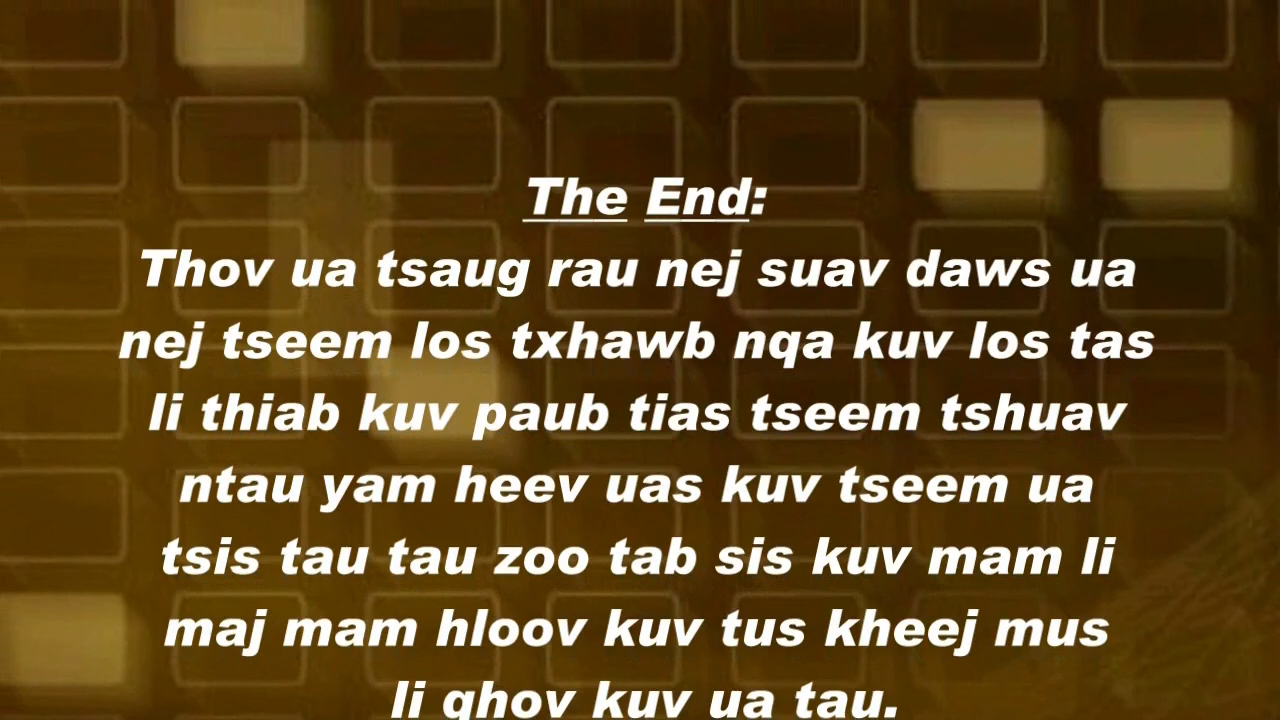 The End:
Thov ua tsaug rau nej suav daws ua
nej tseem los txhawb nqa kuv los tas
li thiab kuv paub tias tseem tshuav
ntau yam heev uas kuv tseem ua
tsis tau tau zoo tab sis kuv mam li
maj mam hloov kuv tus kheej mus
li qhov kuv ua tau.